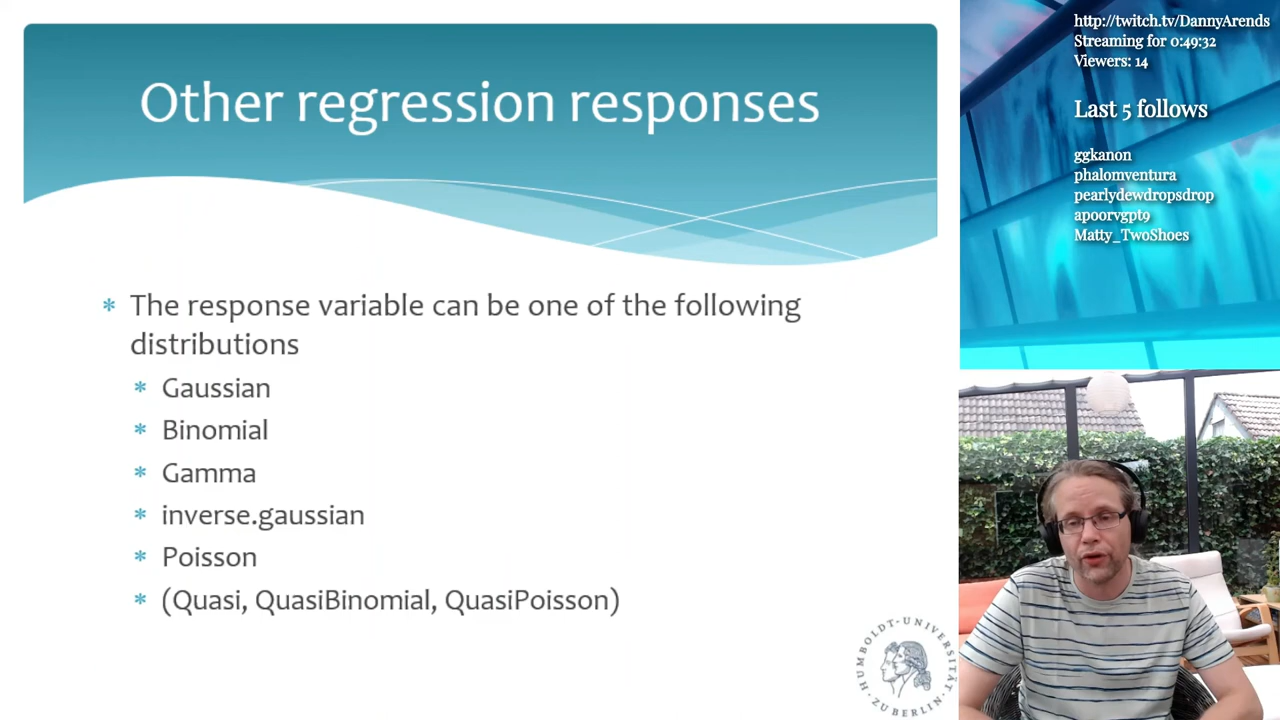 Other regression responses
* The response variable can be one of the following
distributions
* Gaussian
* Binomial
* Gamma
* inverse.gaussian
* Poisson
* (Quasi, QuasiBinomial, QuasiPoisson)
HUMBOLDT-UNIVERSITÄT
ZU BERLIN
http://twitch.tv/DannyArends
Streaming for 0:49:32
Viewers: 14
Last 5 follows
ggkanon
phalomventura
pearlydewdropsdrop
apoorvgpt9
Matty_TwoShoes